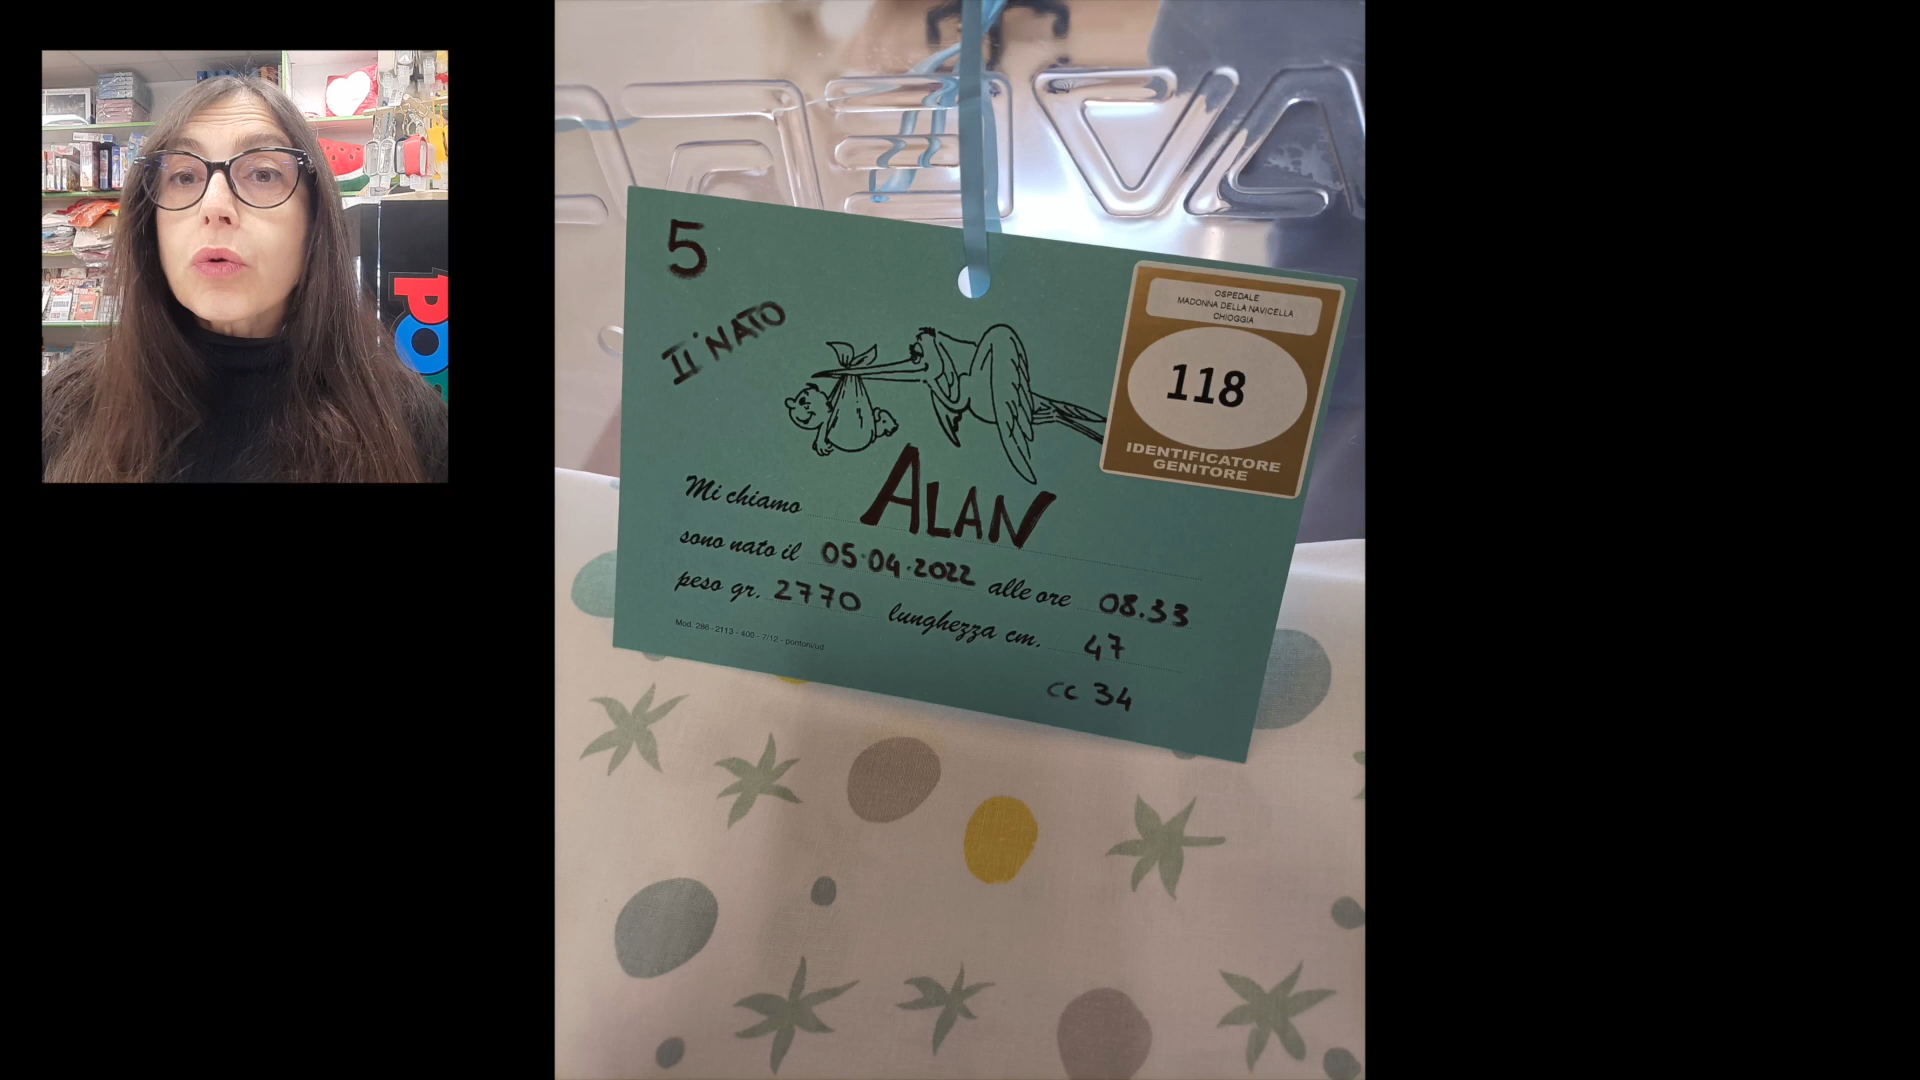 5
II° NATO
OSPEDALE
MADONNA DELLA NAVICELLA
CHIOGGIA
118
IDENTIFICATORE
GENITORE
Mi chiamo ALAN
sono nato il 05.04.2022 alle ore 08.33
peso gr. 2770 lunghezza cm. 47
Mod. 286 - 2113 - 400 - 7/12 - pontoni/ud
cc 34